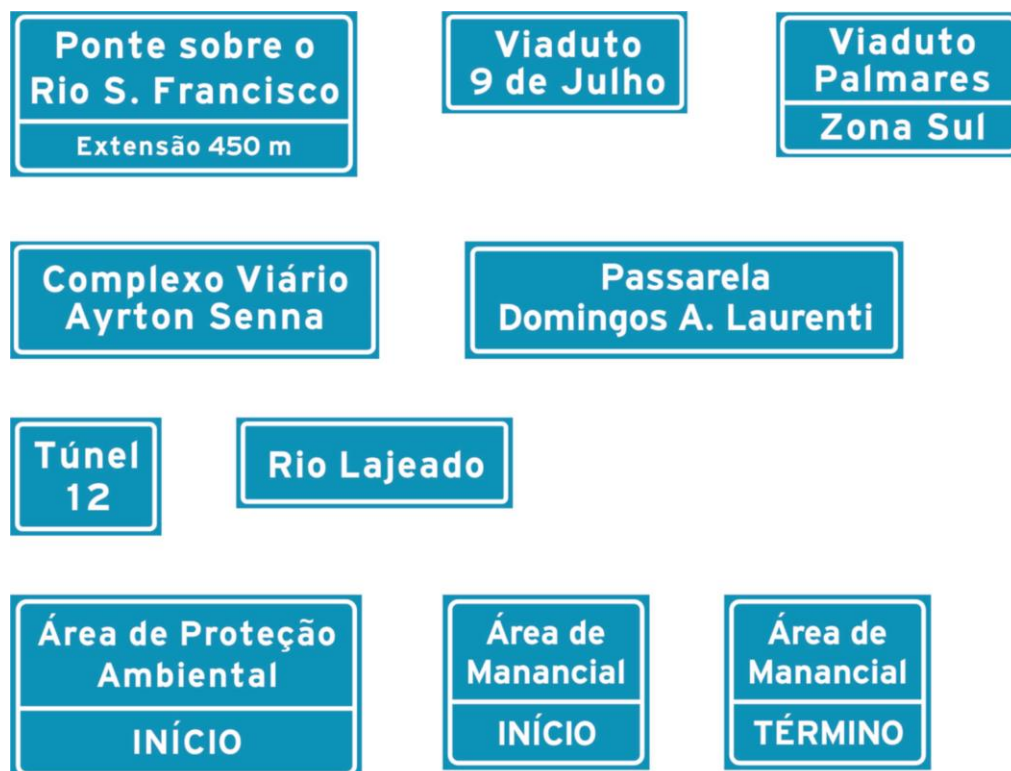 Ponte sobre o
Rio S. Francisco
Extensão 450 m
Viaduto
9 de Julho
Viaduto
Palmares
Zona Sul
Complexo Viário
Ayrton Senna
Passarela
Domingos A. Laurenti
Túnel
12
Rio Lajeado
Área de Proteção
Ambiental
INÍCIO
Área de
Manancial
INÍCIO
Área de
Manancial
TÉRMINO